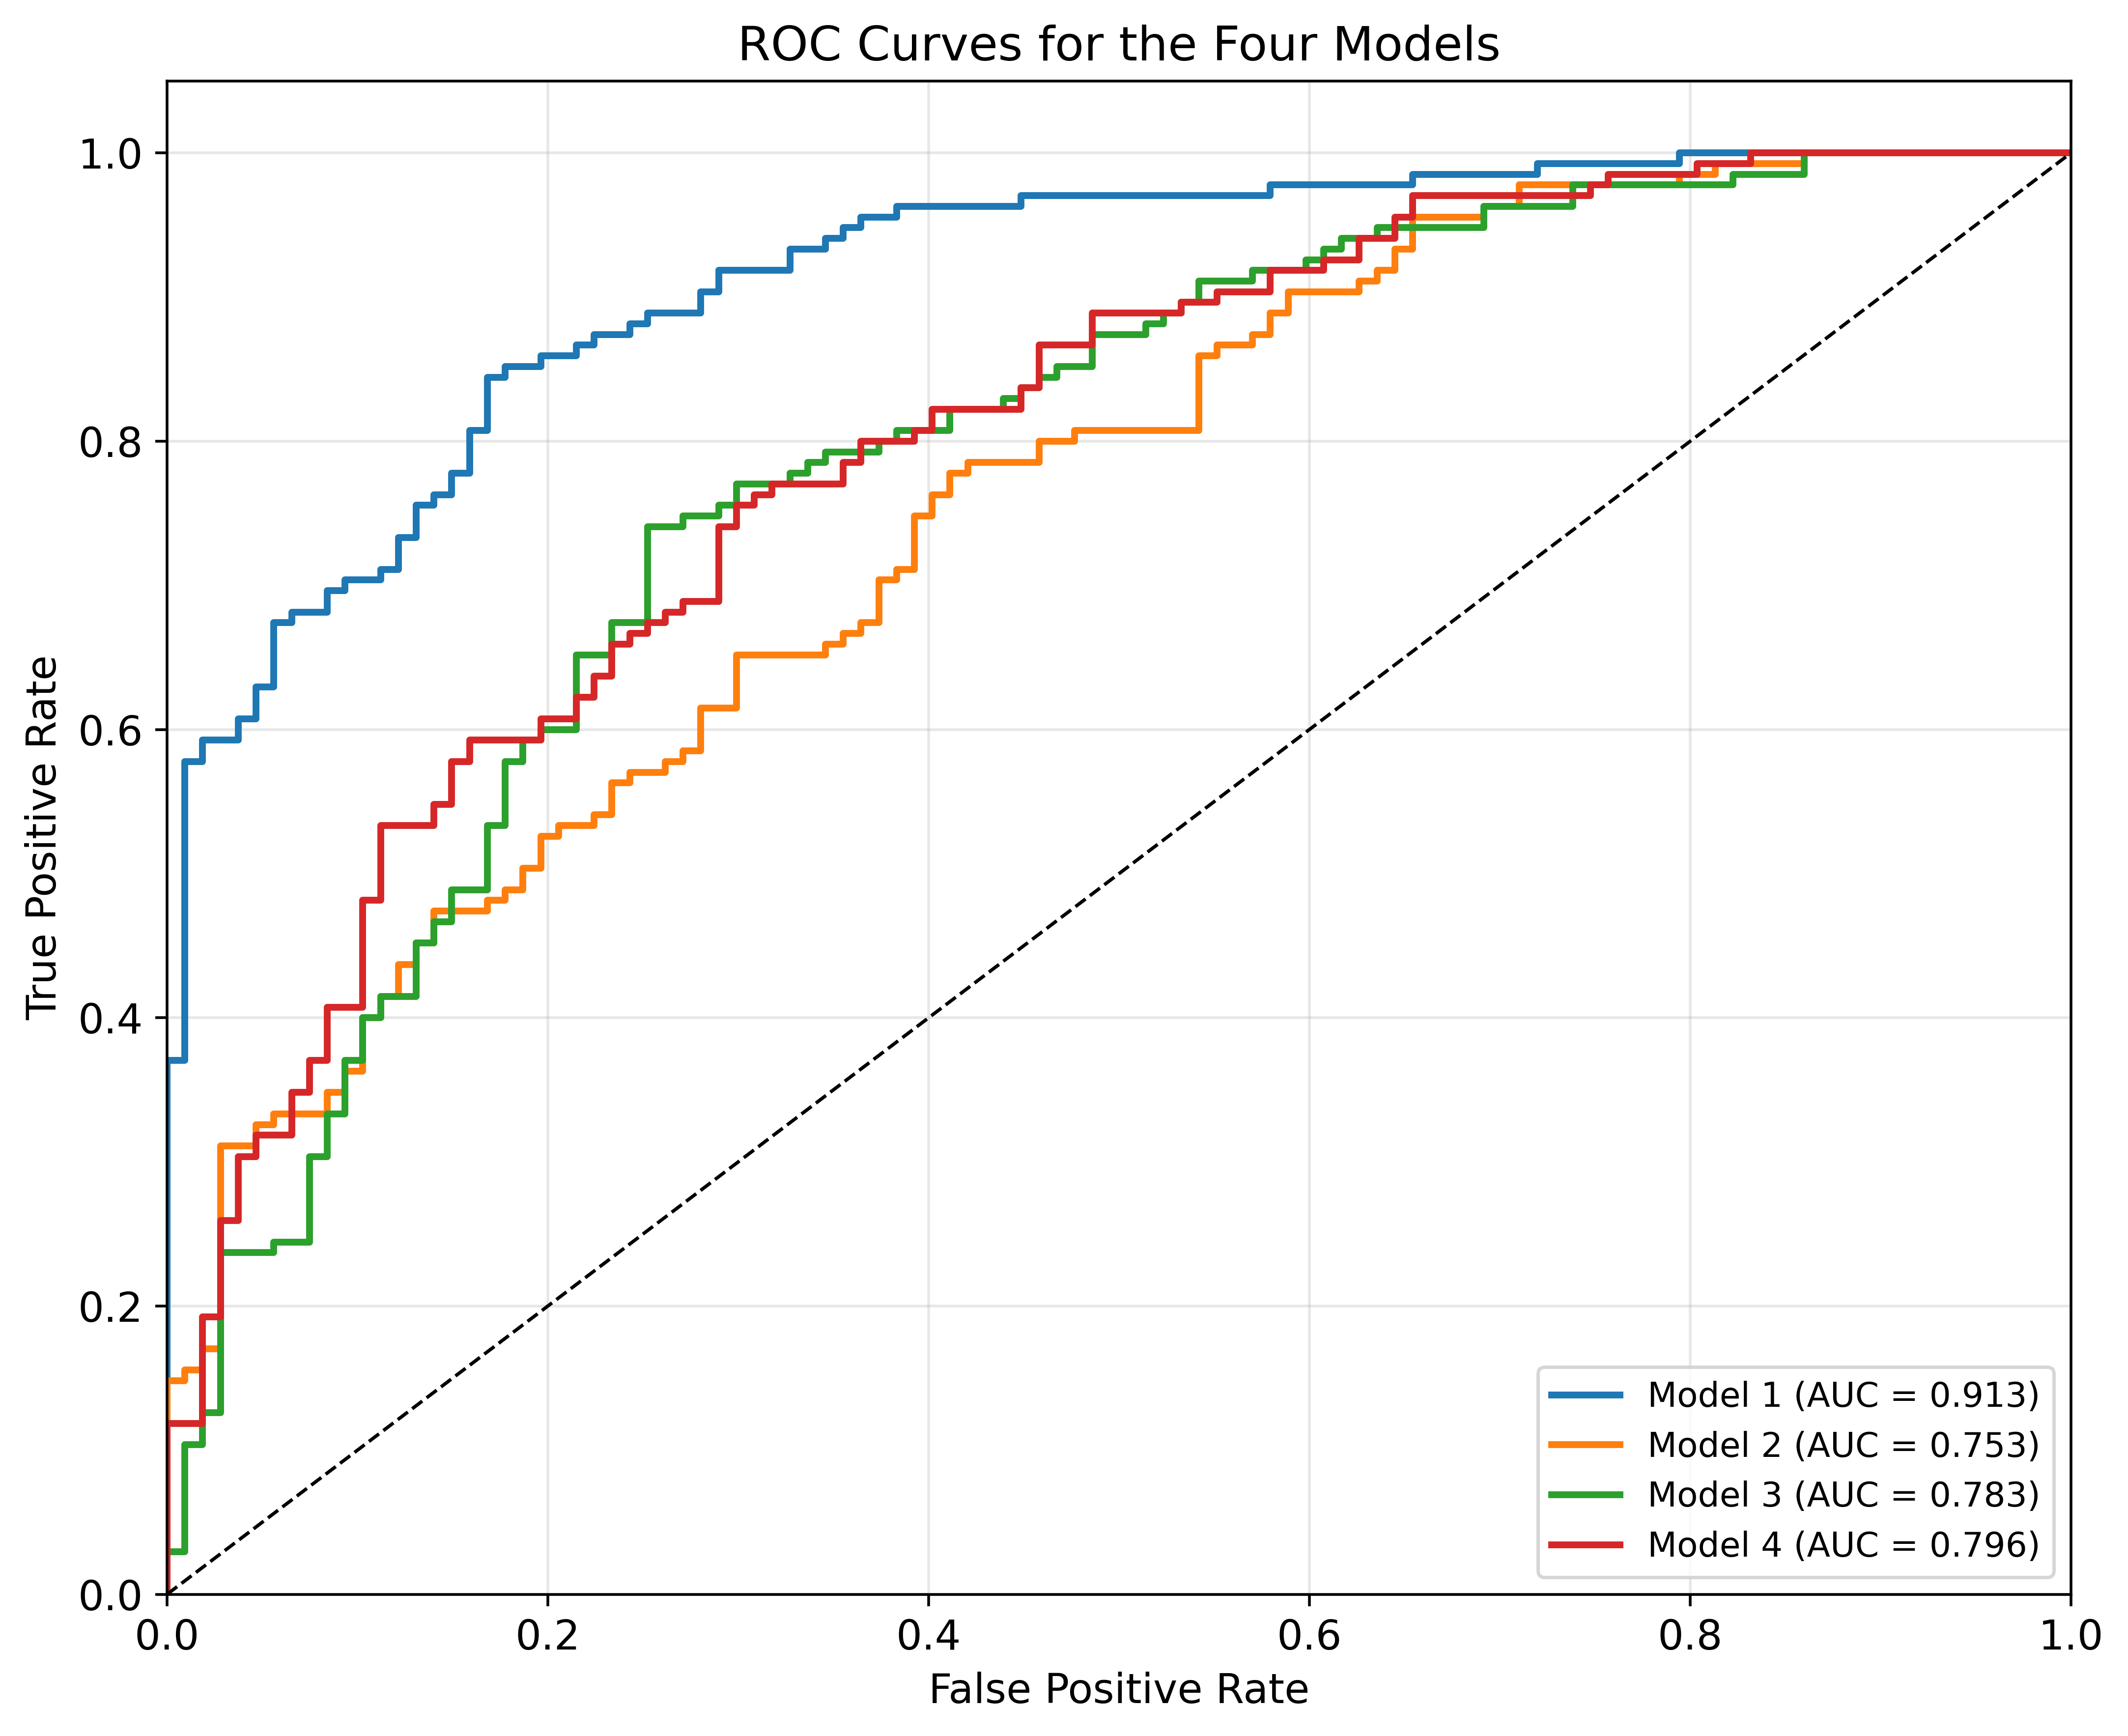 ROC Curves for the Four Models
1.0
0.8
0.6
0.4
0.2
0.0
True Positive Rate
0.0 0.2 0.4 0.6 0.8 1.0
False Positive Rate
Model 1 (AUC = 0.913)
Model 2 (AUC = 0.753)
Model 3 (AUC = 0.783)
Model 4 (AUC = 0.796)